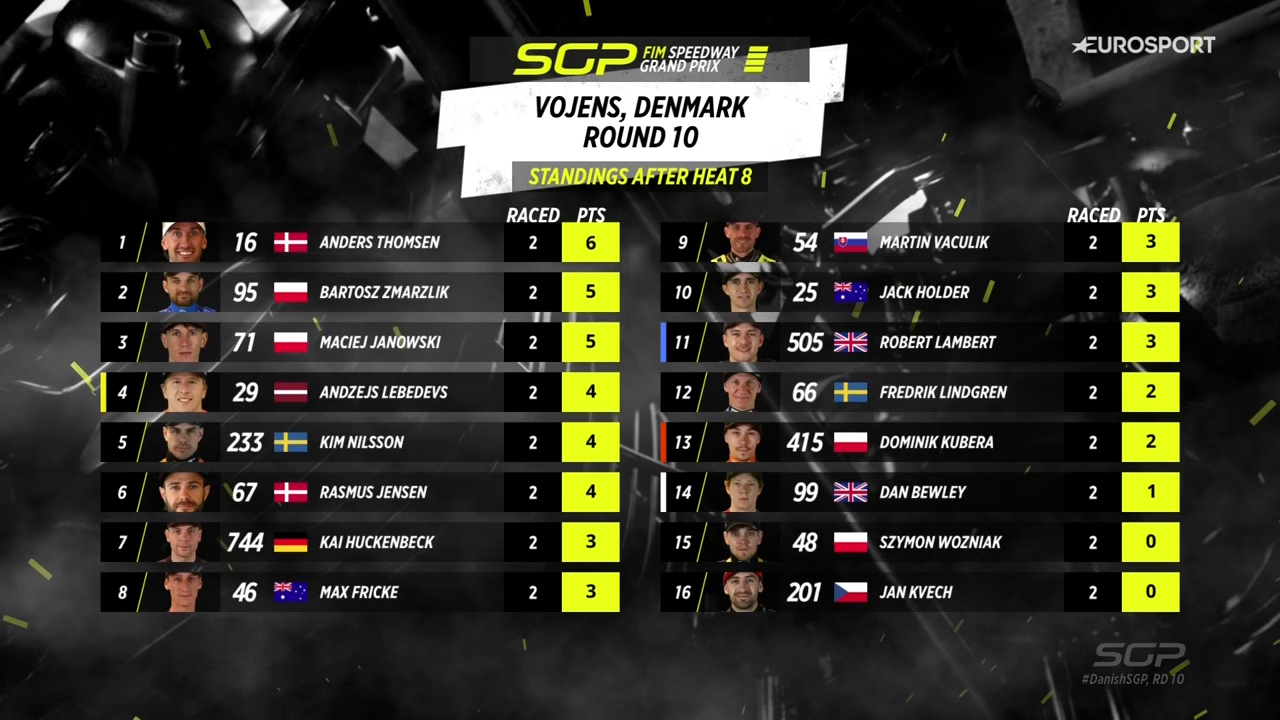 SGP FIM SPEEDWAY GRAND PRIX
EUROSPORT
VOJENS, DENMARK
ROUND 10
STANDINGS AFTER HEAT 8
RACED PTS
1 16 ANDERS THOMSEN 2 6
2 95 BARTOSZ ZMARZLIK 2 5
3 71 MACIEJ JANOWSKI 2 5
4 29 ANDZEJS LEBEDEVS 2 4
5 233 KIM NILSSON 2 4
6 67 RASMUS JENSEN 2 4
7 744 KAI HUCKENBECK 2 3
8 46 MAX FRICKE 2 3
RACED PTS
9 54 MARTIN VACULIK 2 3
10 25 JACK HOLDER 2 3
11 505 ROBERT LAMBERT 2 3
12 66 FREDRIK LINDGREN 2 2
13 415 DOMINIK KUBERA 2 2
14 99 DAN BEWLEY 2 1
15 48 SZYMON WOZNIAK 2 0
16 201 JAN KVECH 2 0
SGP
#DanishSGP, RD 10